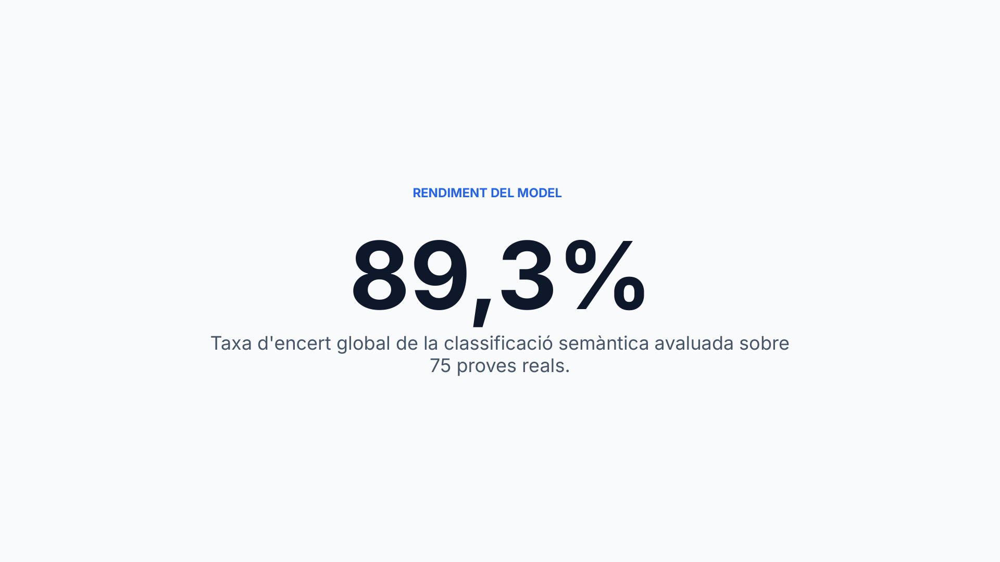 RENDIMENT DEL MODEL
89,3%
Taxa d'encert global de la classificació semàntica avaluada sobre
75 proves reals.